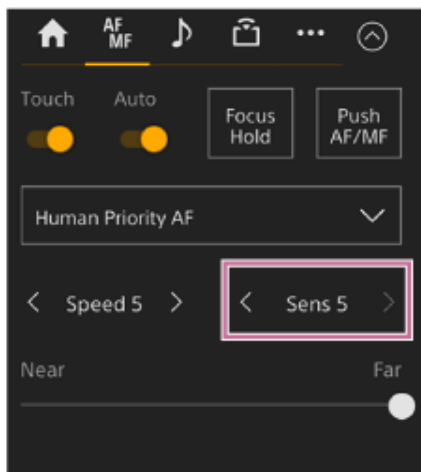 AF
MF
Touch
Auto
Focus
Hold
Push
AF/MF
Human Priority AF
Speed 5
Sens 5
Near
Far